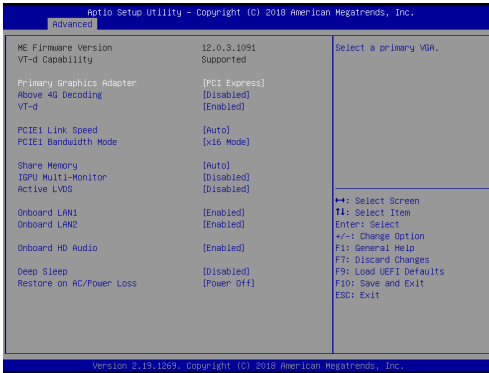 Aptio Setup Utility – Copyright (C) 2018 American Megatrends, Inc.
Advanced
ME Firmware Version 12.0.3.1091
VT-d Capability Supported
Primary Graphics Adapter [PCI Express]
Above 4G Decoding [Disabled]
VT-d [Enabled]
PCIE1 Link Speed [Auto]
PCIE1 Bandwidth Mode [x16 Mode]
Share Memory [Auto]
IGPU Multi-Monitor [Disabled]
Active LVDS [Disabled]
Onboard LAN1 [Enabled]
Onboard LAN2 [Enabled]
Onboard HD Audio [Enabled]
Deep Sleep [Disabled]
Restore on AC/Power Loss [Power Off]
Select a primary VGA.
↔: Select Screen
↑↓: Select Item
Enter: Select
+/-: Change Option
F1: General Help
F7: Discard Changes
F9: Load UEFI Defaults
F10: Save and Exit
ESC: Exit
Version 2.19.1269. Copyright (C) 2018 American Megatrends, Inc.